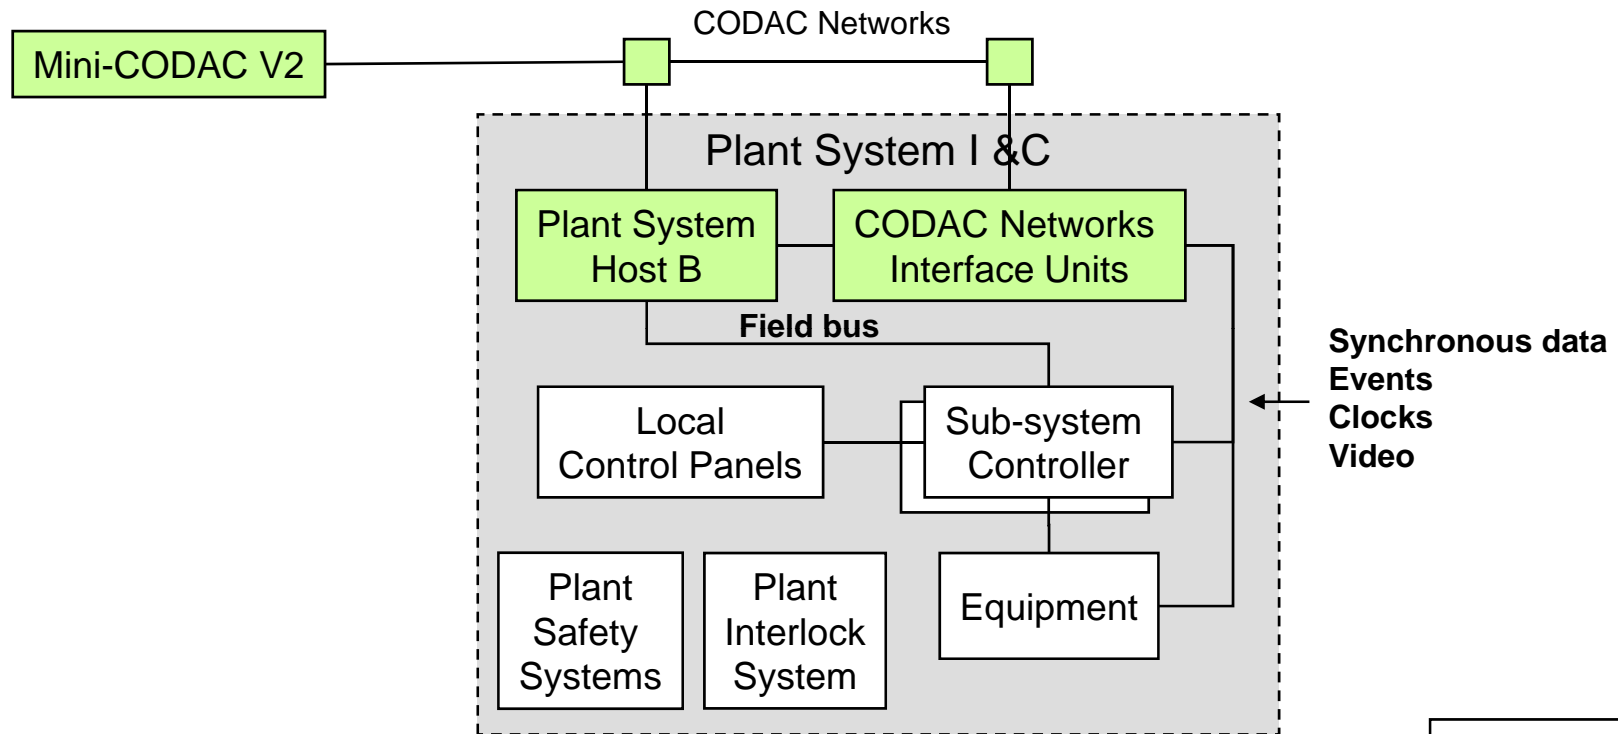 CODAC Networks
Mini-CODAC V2
Plant System I &C
Plant System
Host B
CODAC Networks
Interface Units
Field bus
Synchronous data
Events
Clocks
Video
Local
Control Panels
Sub-system
Controller
Plant
Safety
Systems
Plant
Interlock
System
Equipment